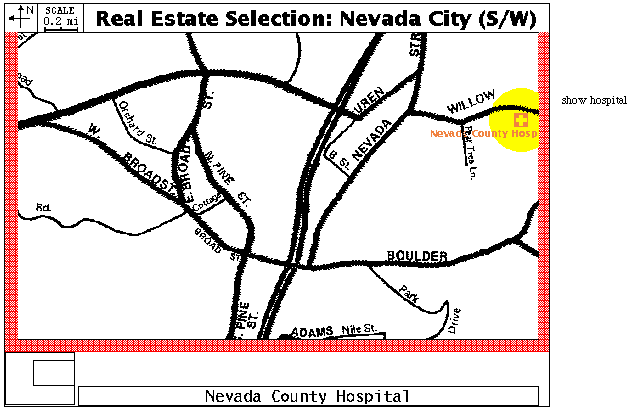 N
SCALE
0.2 mi
Real Estate Selection: Nevada City (S/W)
STR
UREN
WILLOW
show hospital
Orchard St.
ST.
NEVADA
Nevada County Hosp
Pear Tree Ln.
W. BROAD ST.
E. BROAD
N. PINE ST.
B St.
Cottage
Rd.
BROAD ST.
BOULDER
Park
Drive
PINE ST.
ADAMS
Nile St.
Nevada County Hospital